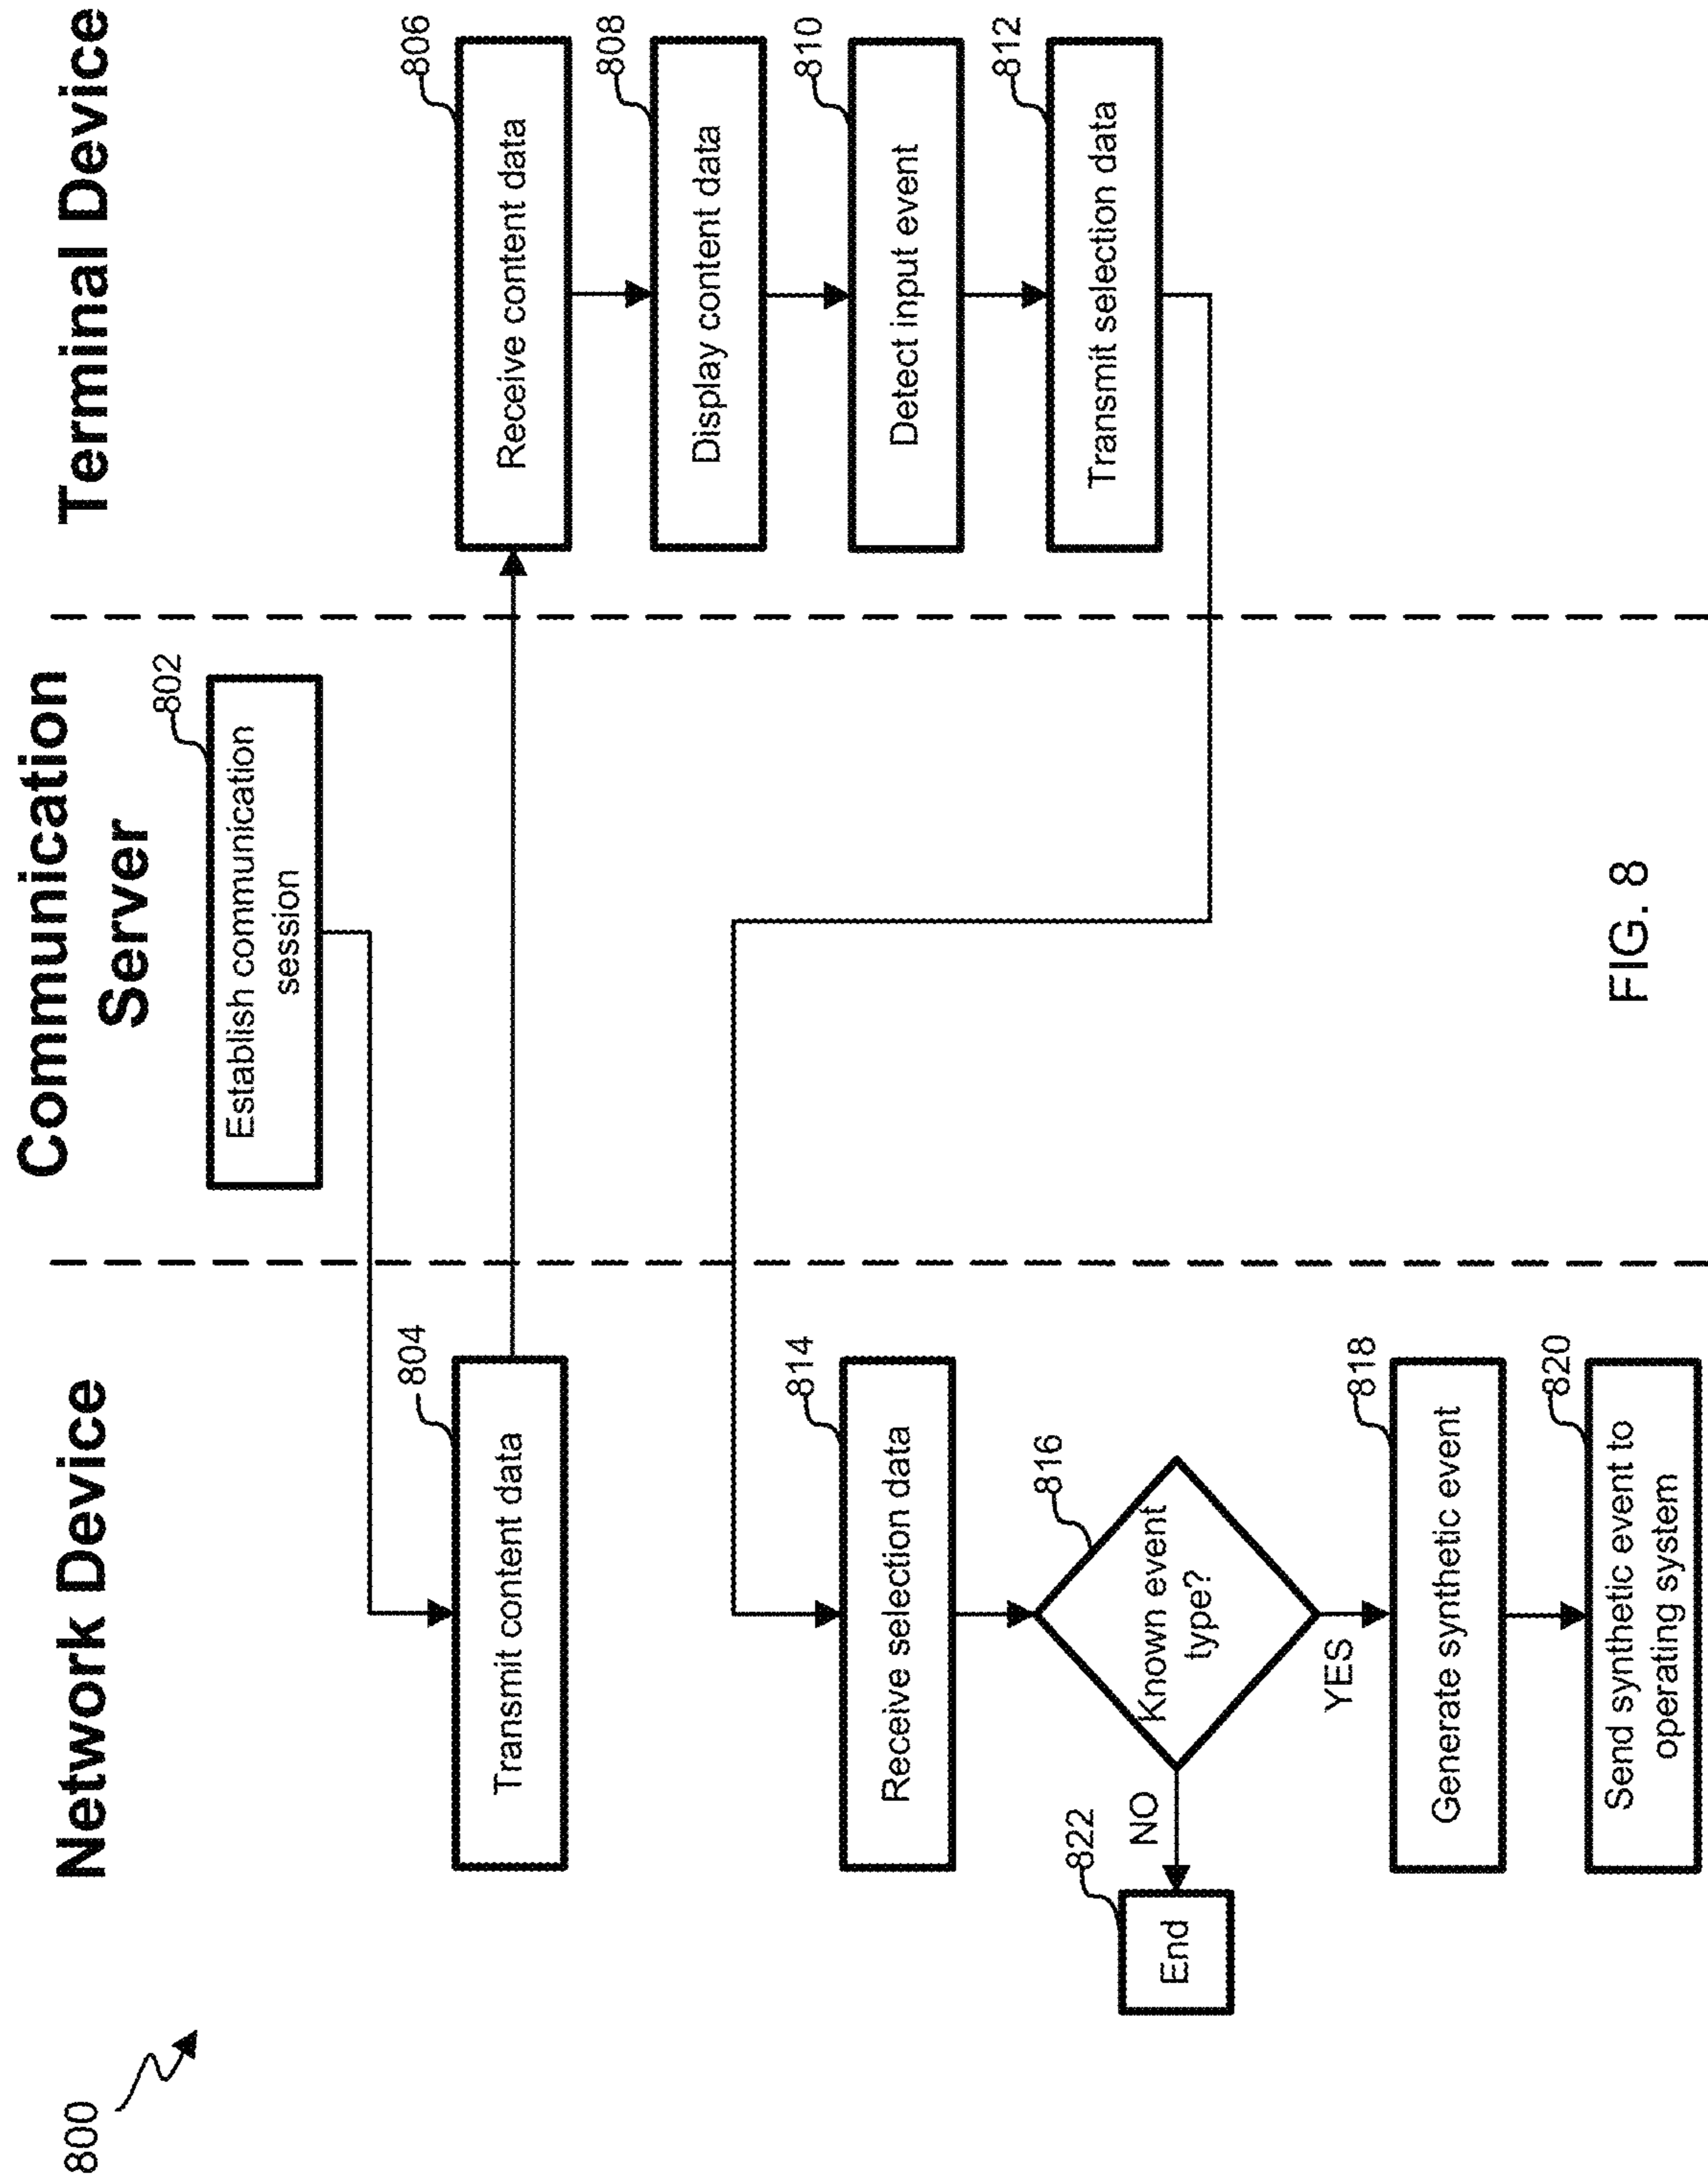 800
Network Device
Communication
Server
Terminal Device
802
Establish communication
session
804
Transmit content data
806
Receive content data
808
Display content data
810
Detect input event
812
Transmit selection data
814
Receive selection data
816
Known event
type?
NO
822
End
YES
818
Generate synthetic event
820
Send synthetic event to
operating system
FIG. 8